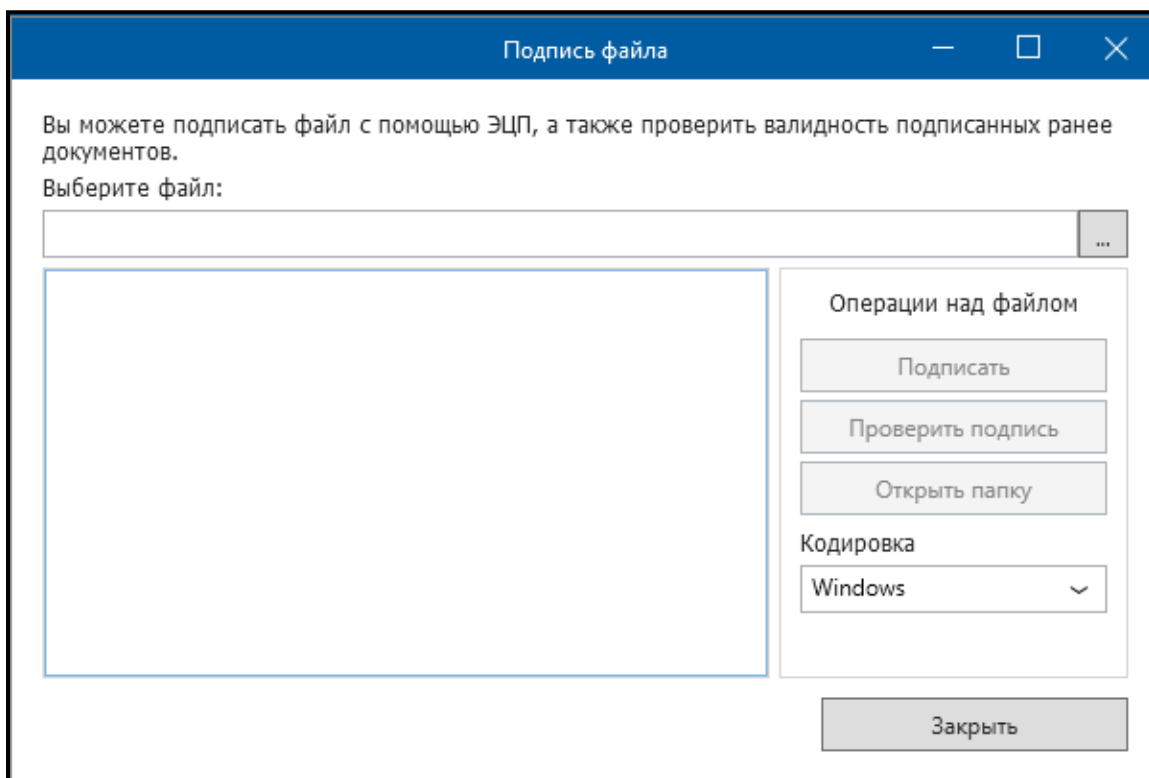 Подпись файла
Вы можете подписать файл с помощью ЭЦП, а также проверить валидность подписанных ранее
документов.
Выберите файл:
...
Операции над файлом
Подписать
Проверить подпись
Открыть папку
Кодировка
Windows
Закрыть